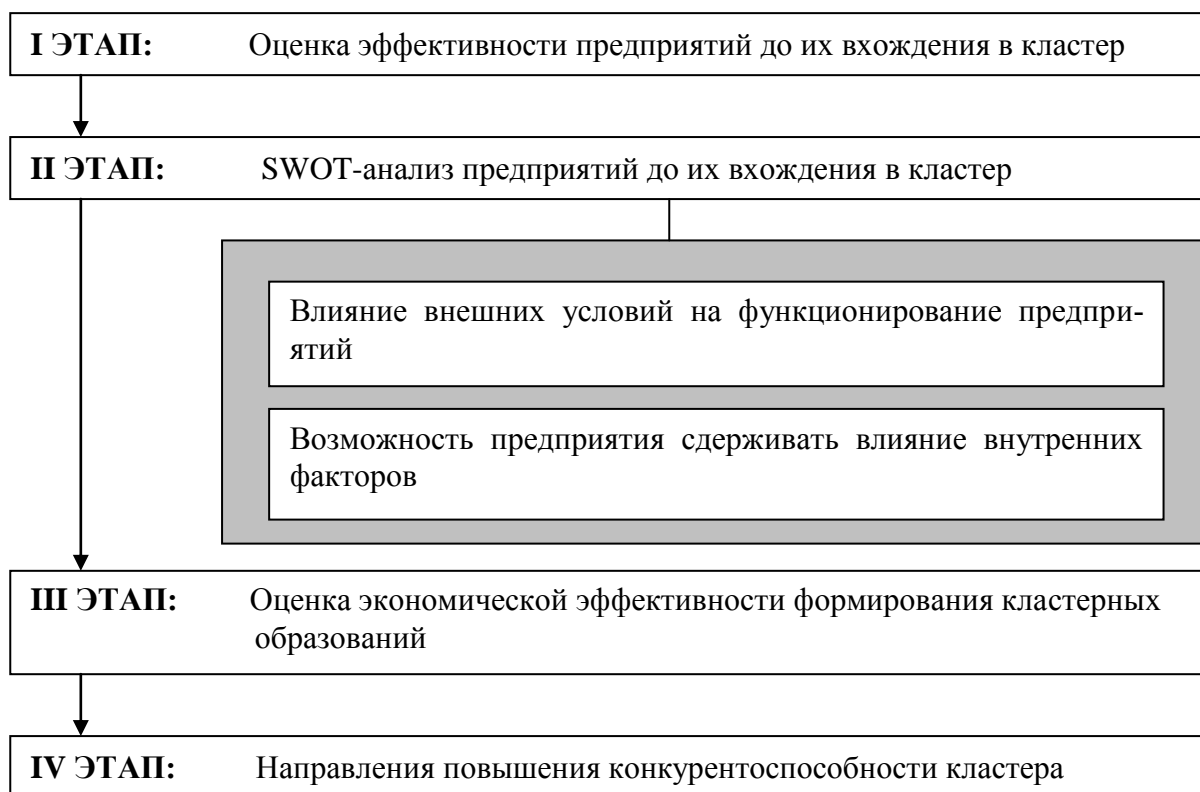 I ЭТАП: Оценка эффективности предприятий до их вхождения в кластер
II ЭТАП: SWOT-анализ предприятий до их вхождения в кластер
Влияние внешних условий на функционирование предпри-
ятий
Возможность предприятия сдерживать влияние внутренних
факторов
III ЭТАП: Оценка экономической эффективности формирования кластерных
образований
IV ЭТАП: Направления повышения конкурентоспособности кластера